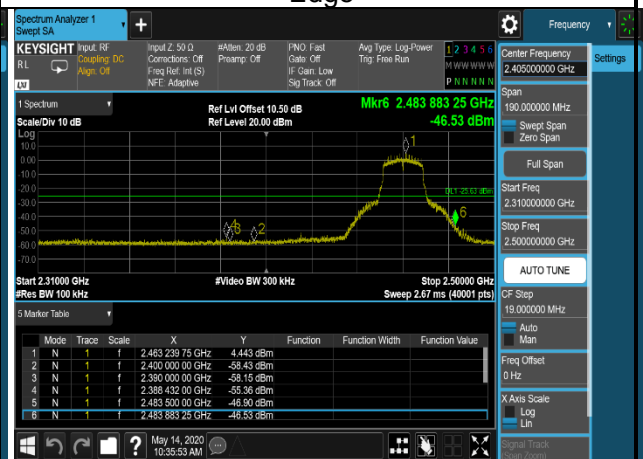 Edge
Spectrum Analyzer 1
Swept SA
Frequency
KEYSIGHT
RL
Input: RF
Coupling: DC
Align: Off
Input Z: 50 Ω
Corrections: Off
Freq Ref: Int (S)
NFE: Adaptive
#Atten: 20 dB
Preamp: Off
PNO: Fast
Gate: Off
IF Gain: Low
Sig Track: Off
Avg Type: Log-Power
Trig: Free Run
1 2 3 4 5 6
M W W W W W
P N N N N N
Center Frequency
2.405000000 GHz
Settings
Span
190.000000 MHz
Swept Span
Zero Span
Full Span
Start Freq
2.310000000 GHz
Stop Freq
2.500000000 GHz
AUTO TUNE
CF Step
19.000000 MHz
Auto
Man
Freq Offset
0 Hz
X Axis Scale
Log
Lin
Signal Track
(Span Zoom)
1 Spectrum
Scale/Div 10 dB
Ref Lvl Offset 10.50 dB
Ref Level 20.00 dBm
Mkr6 2.483 883 25 GHz
-46.53 dBm
Log
10.0
0.00
-10.0
-20.0
-30.0
-40.0
-50.0
-60.0
-70.0
1
2
6
DL1 -25.63 dBm
Start 2.31000 GHz
#Res BW 100 kHz
#Video BW 300 kHz
Stop 2.50000 GHz
Sweep 2.67 ms (40001 pts)
5 Marker Table
Mode Trace Scale X Y Function Function Width Function Value
1 N 1 f 2.463 239 75 GHz 4.443 dBm
2 N 1 f 2.400 000 00 GHz -58.43 dBm
3 N 1 f 2.390 000 00 GHz -58.15 dBm
4 N 1 f 2.388 432 00 GHz -55.36 dBm
5 N 1 f 2.483 500 00 GHz -46.90 dBm
6 N 1 f 2.483 883 25 GHz -46.53 dBm
May 14, 2020
10:35:53 AM